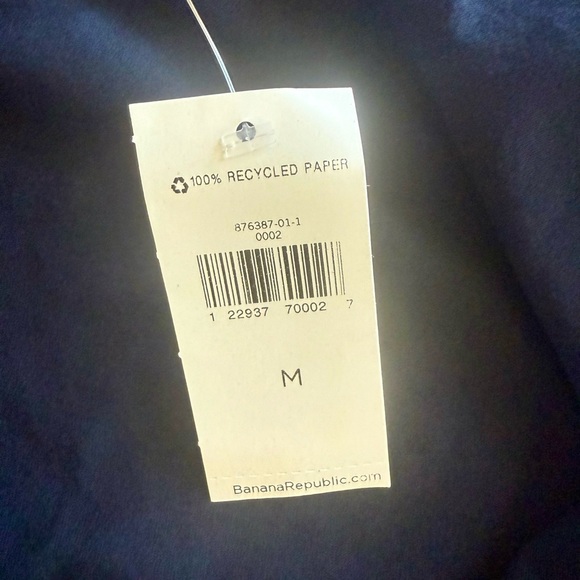 100% RECYCLED PAPER
876387-01-1
0002
1 22937 70002 7
M
BananaRepublic.com